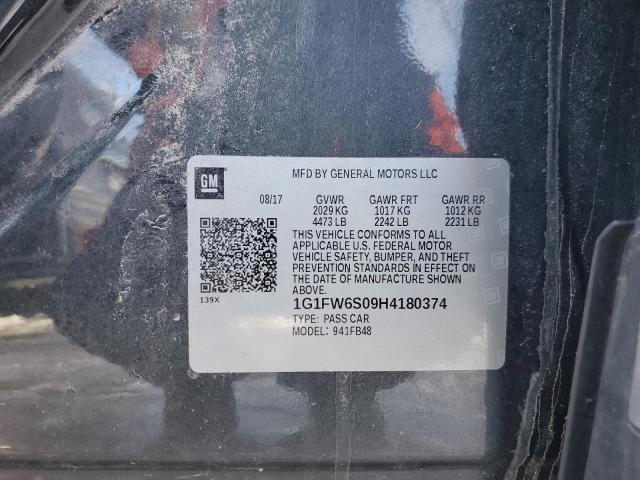 GM
MFD BY GENERAL MOTORS LLC
08/17 GVWR GAWR FRT GAWR RR
2029 KG 1017 KG 1012 KG
4473 LB 2242 LB 2231 LB
THIS VEHICLE CONFORMS TO ALL
APPLICABLE U.S. FEDERAL MOTOR
VEHICLE SAFETY, BUMPER, AND THEFT
PREVENTION STANDARDS IN EFFECT ON
THE DATE OF MANUFACTURE SHOWN
ABOVE.
139X
1G1FW6S09H4180374
TYPE: PASS CAR
MODEL: 941FB48